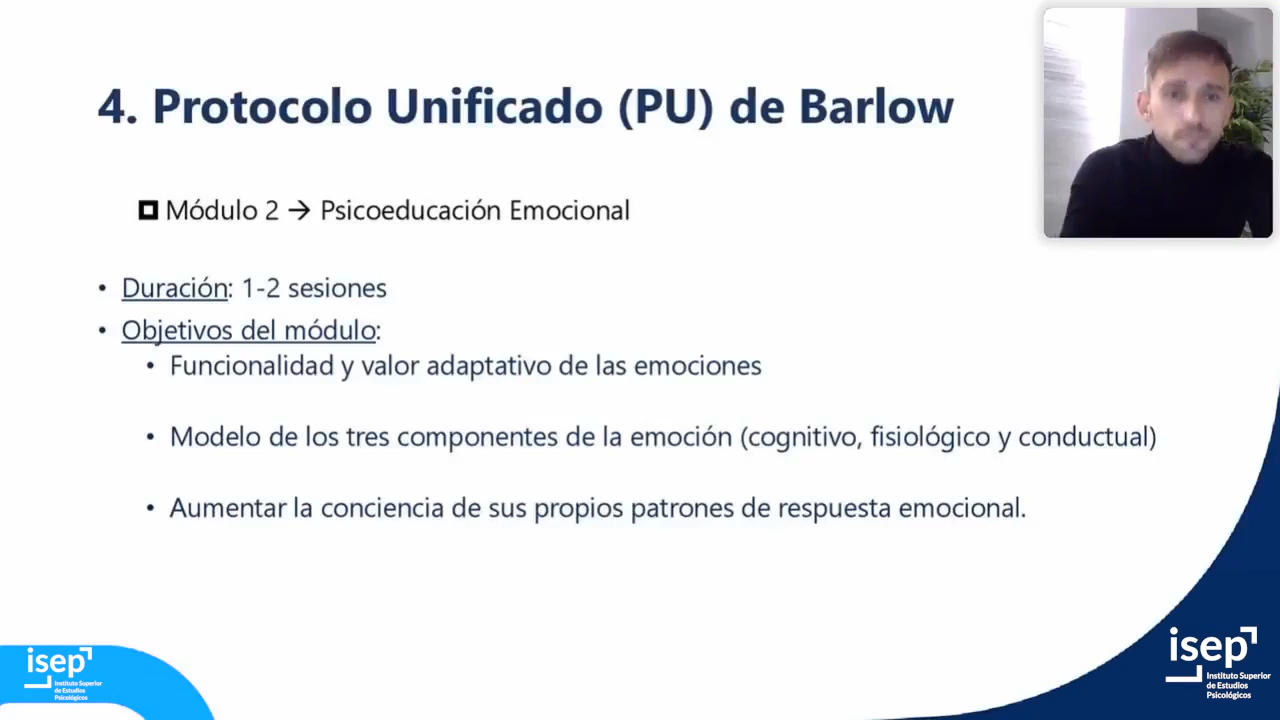 4. Protocolo Unificado (PU) de Barlow
Módulo 2 → Psicoeducación Emocional
• Duración: 1-2 sesiones
• Objetivos del módulo:
• Funcionalidad y valor adaptativo de las emociones
• Modelo de los tres componentes de la emoción (cognitivo, fisiológico y conductual)
• Aumentar la conciencia de sus propios patrones de respuesta emocional.
isep
Instituto Superior
de Estudios
Psicológicos
isep
Instituto Superior
de Estudios
Psicológicos